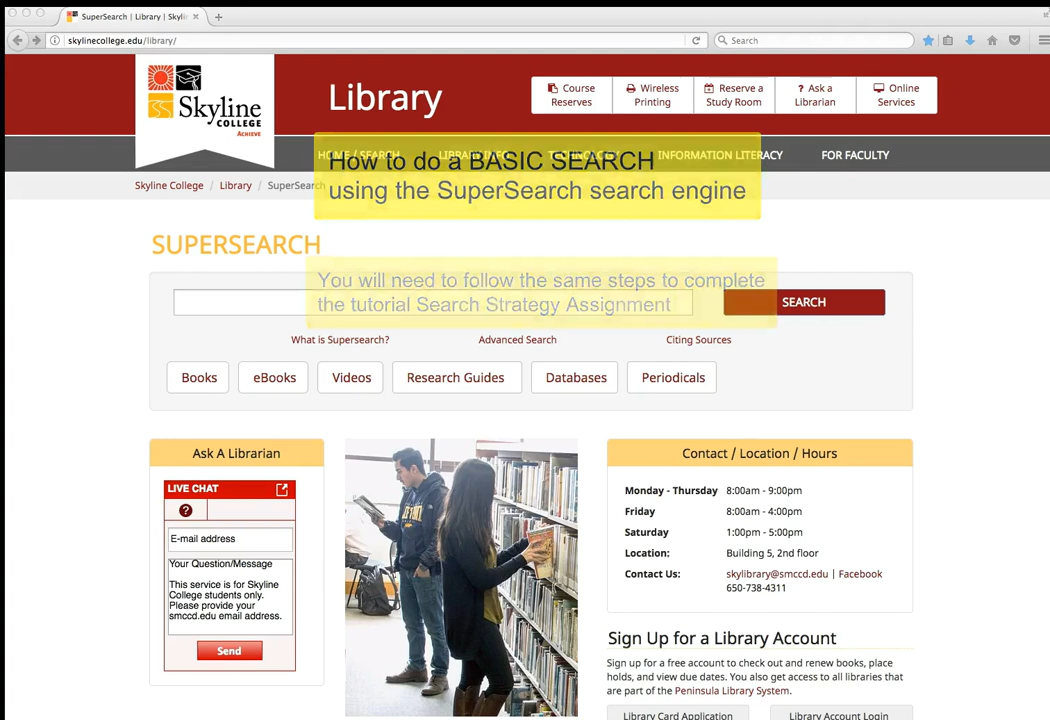 SuperSearch | Library | Skylin
skylinecollege.edu/library/
Search
Skyline
COLLEGE
ACHIEVE
Library
Course
Reserves
Wireless
Printing
Reserve a
Study Room
? Ask a
Librarian
Online
Services
HOME / SEARCH
LIBRARY INFO
TECHNOLOGY
INFORMATION LITERACY
FOR FACULTY
How to do a BASIC SEARCH
using the SuperSearch search engine
Skyline College / Library / SuperSearch
SUPERSEARCH
You will need to follow the same steps to complete
the tutorial Search Strategy Assignment
SEARCH
What is Supersearch?
Advanced Search
Citing Sources
Books
eBooks
Videos
Research Guides
Databases
Periodicals
Ask A Librarian
LIVE CHAT
?
E-mail address
Your Question/Message
This service is for Skyline
College students only.
Please provide your
smccd.edu email address.
Send
Contact / Location / Hours
Monday - Thursday 8:00am - 9:00pm
Friday 8:00am - 4:00pm
Saturday 1:00pm - 5:00pm
Location: Building 5, 2nd floor
Contact Us: skylibrary@smccd.edu | Facebook
650-738-4311
Sign Up for a Library Account
Sign up for a free account to check out and renew books, place
holds, and view due dates. You also get access to all libraries that
are part of the Peninsula Library System.
Library Card Application
Library Account Login